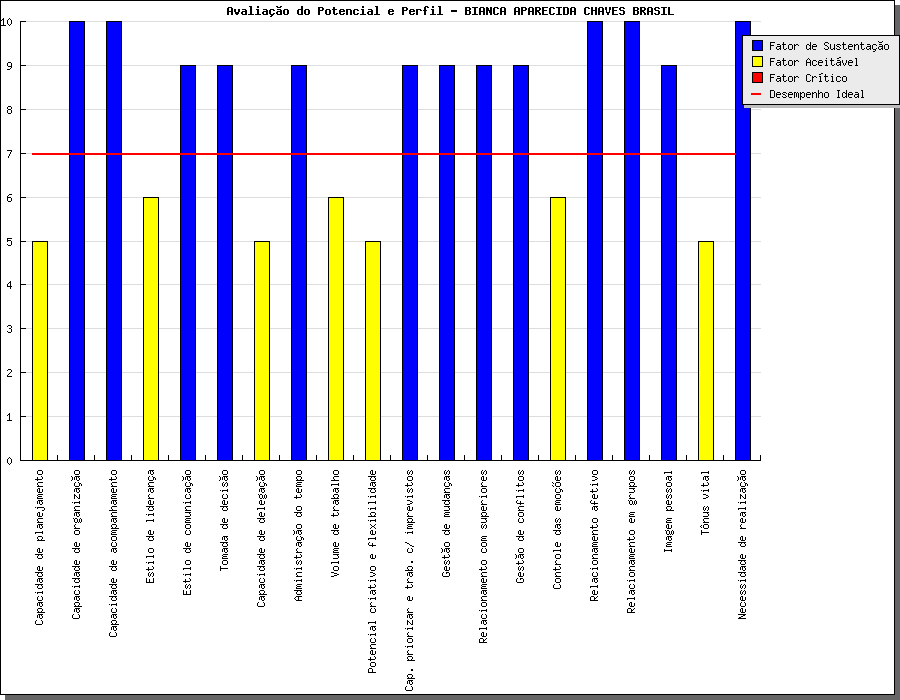 Avaliação do Potencial e Perfil - BIANCA APARECIDA CHAVES BRASIL
10
9
8
7
6
5
4
3
2
1
0
Fator de Sustentação
Fator Aceitável
Fator Crítico
Desempenho Ideal
Capacidade de planejamento
Capacidade de organização
Capacidade de acompanhamento
Estilo de liderança
Estilo de comunicação
Tomada de decisão
Capacidade de delegação
Administração do tempo
Volume de trabalho
Potencial criativo e flexibilidade
Cap. priorizar e trab. c/ imprevistos
Gestão de mudanças
Relacionamento com superiores
Gestão de conflitos
Controle das emoções
Relacionamento afetivo
Relacionamento em grupos
Imagem pessoal
Tônus vital
Necessidade de realização